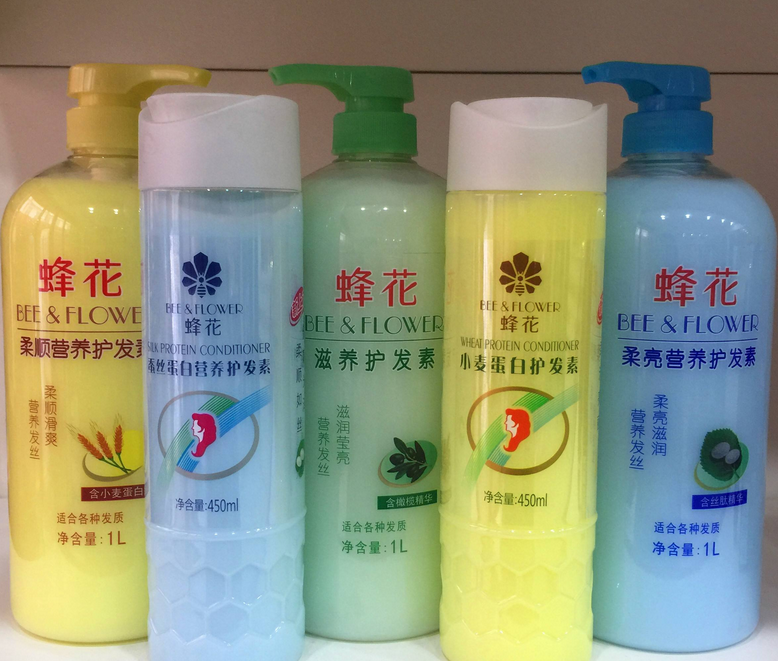 蜂花
BEE & FLOWER
柔顺营养护发素
柔顺滑爽
营养发丝
含小麦蛋白
适合各种发质
净含量:1L
BEE & FLOWER
蜂花
SILK PROTEIN CONDITIONER
蚕丝蛋白营养护发素
净含量:450ml
蜂花
BEE & FLOWER
滋养护发素
滋润莹亮
营养发丝
含橄榄精华
适合各种发质
净含量:1L
BEE & FLOWER
蜂花
WHEAT PROTEIN CONDITIONER
小麦蛋白护发素
净含量:450ml
蜂花
BEE & FLOWER
柔亮营养护发素
柔亮滋润
营养发丝
含丝肽精华
适合各种发质
净含量:1L